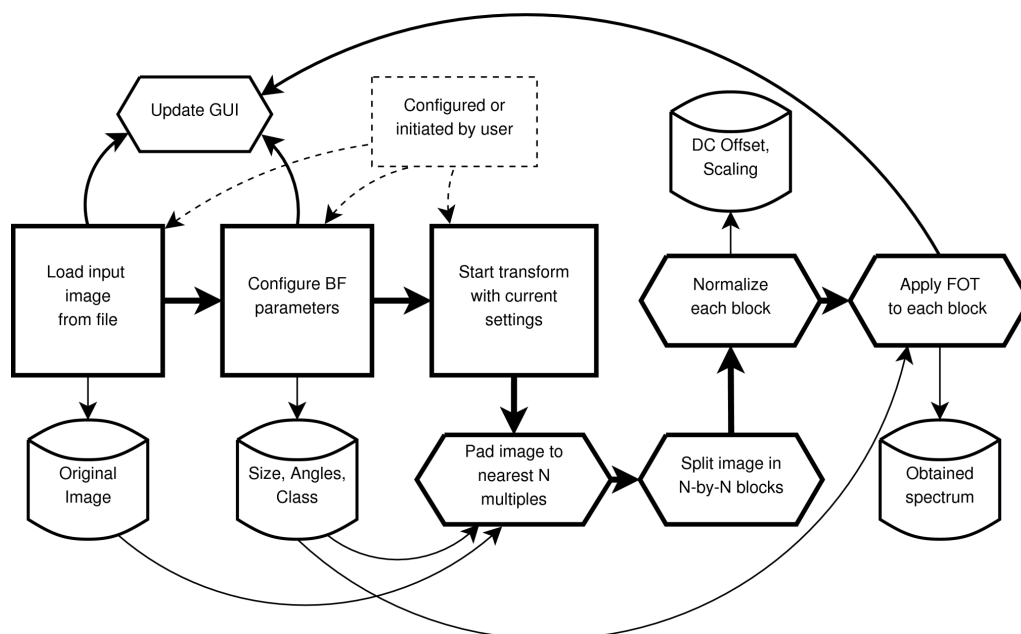 Update GUI
Configured or
initiated by user
DC Offset,
Scaling
Load input
image
from file
Configure BF
parameters
Start transform
with current
settings
Normalize
each block
Apply FOT
to each block
Original
Image
Size, Angles,
Class
Pad image to
nearest N
multiples
Split image in
N-by-N blocks
Obtained
spectrum